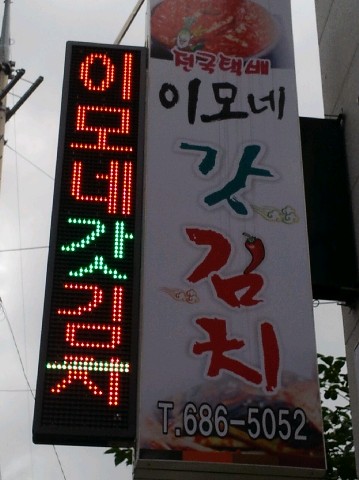 이모네갓김치
전국택배
이모네
갓
김
치
T.686-5052